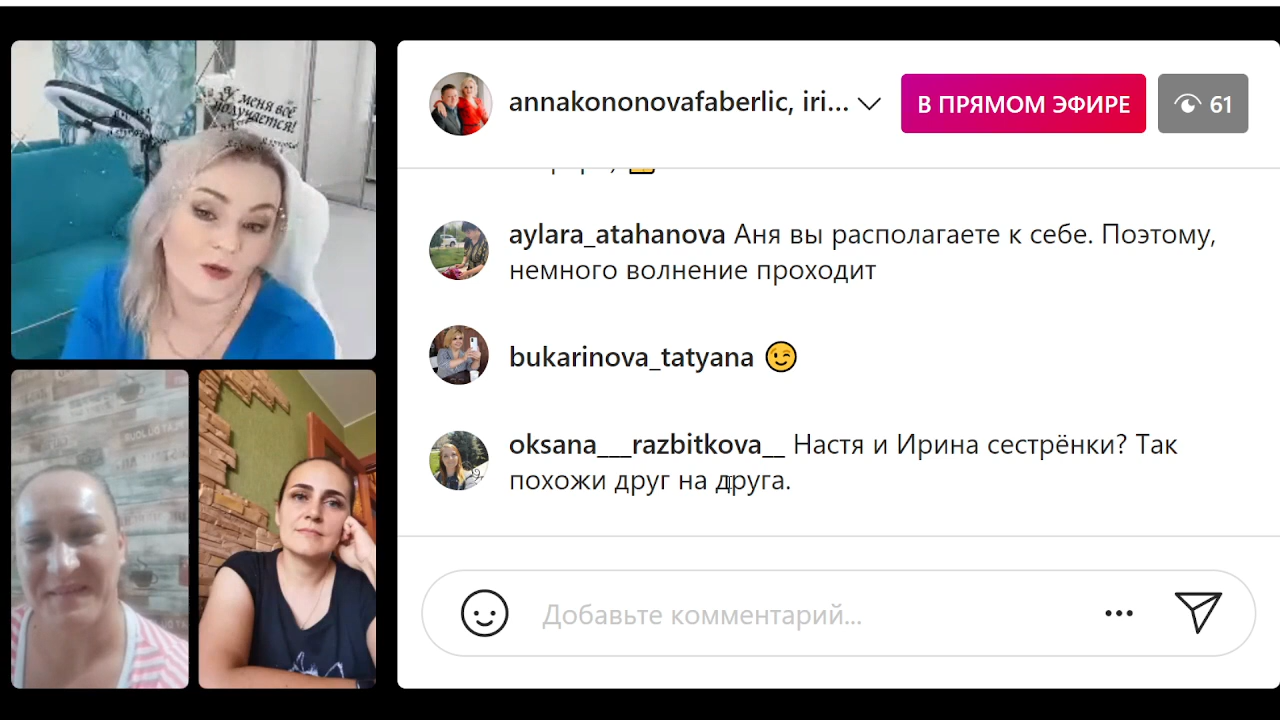 У меня всё
получается!
annakononovafaberlic, iri...
В ПРЯМОМ ЭФИРЕ
61
aylara_atahanova Аня вы располагаете к себе. Поэтому,
немного волнение проходит
bukarinova_tatyana
oksana___razbitkova__ Настя и Ирина сестрёнки? Так
похожи друг на друга.
Добавьте комментарий...